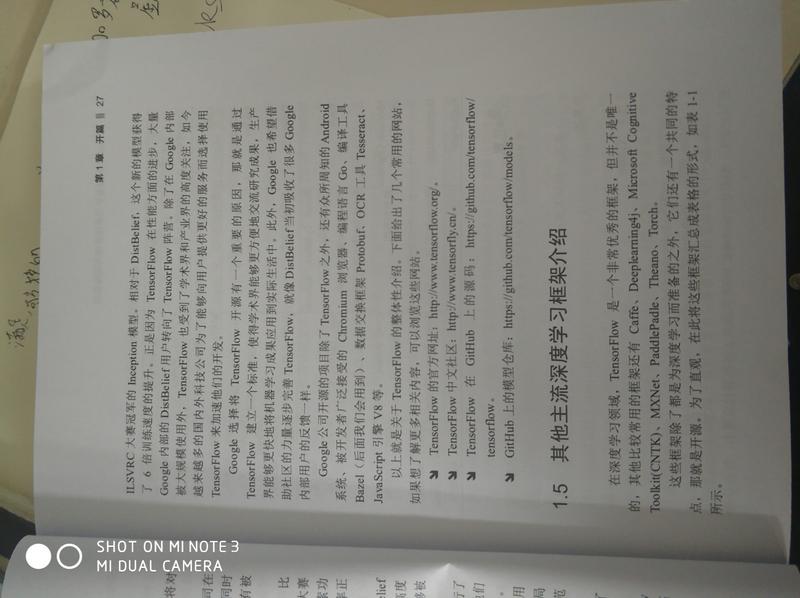 第 1 章 开篇 27
ILSVRC 大赛冠军的 Inception 模型。相对于 DistBelief，这个新的模型获得
了 6 倍训练速度的提升。正是因为 TensorFlow 在性能方面的进步，大量
Google 内部的 DistBelief 用户转向了 TensorFlow 阵营。除了在 Google 内部
被大规模使用外，TensorFlow 也受到了学术界和产业界的高度关注，如今
越来越多的国内外科技公司为了能够向用户提供更好的服务而选择使用
TensorFlow 来加速他们的开发。
Google 选择将 TensorFlow 开源有一个重要的原因，那就是通过
TensorFlow 建立一个标准，使得学术界能够更方便地交流研究成果，生产
界能够更快地将机器学习成果应用到实际生活中。此外，Google 也希望借
助社区的力量逐步完善 TensorFlow，就像 DistBelief 当初吸收了很多 Google
内部用户的反馈一样。
Google 公司开源的项目除了 TensorFlow 之外，还有众所周知的 Android
系统、被开发者广泛接受的 Chromium 浏览器、编程语言 Go、编译工具
Bazel（后面我们会用到）、数据交换框架 Protobuf、OCR 工具 Tesseract、
JavaScript 引擎 V8 等。
以上就是关于 TensorFlow 的整体性介绍。下面给出了几个常用的网站，
如果想了解更多相关内容，可以浏览这些网站。
TensorFlow 的官方网址：http://www.tensorflow.org/。
TensorFlow 中文社区：http://www.tensorfly.cn/。
TensorFlow 在 GitHub 上的源码：https://github.com/tensorflow/
tensorflow。
GitHub 上的模型仓库：https://github.com/tensorflow/models。
1.5 其他主流深度学习框架介绍
在深度学习领域，TensorFlow 是一个非常优秀的框架，但并不是唯一
的，其他比较常用的框架还有 Caffe、Deeplearning4j、Microsoft Cognitive
Toolkit(CNTK)、MXNet、PaddlePadle、Theano、Torch。
这些框架除了都是为深度学习而准备的之外，它们还有一个共同的特
点，那就是开源。为了直观，在此将这些框架汇总成表格的形式，如表 1-1
所示。
SHOT ON MI NOTE 3
MI DUAL CAMERA